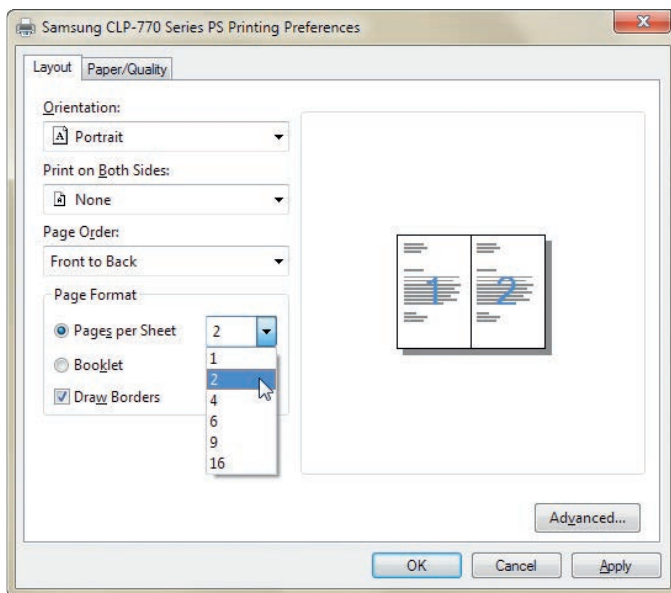 Samsung CLP-770 Series PS Printing Preferences
Layout
Paper/Quality
Orientation:
Portrait
Print on Both Sides:
None
Page Order:
Front to Back
Page Format
Pages per Sheet
2
1
2
4
6
9
16
Booklet
Draw Borders
1
2
Advanced...
OK
Cancel
Apply